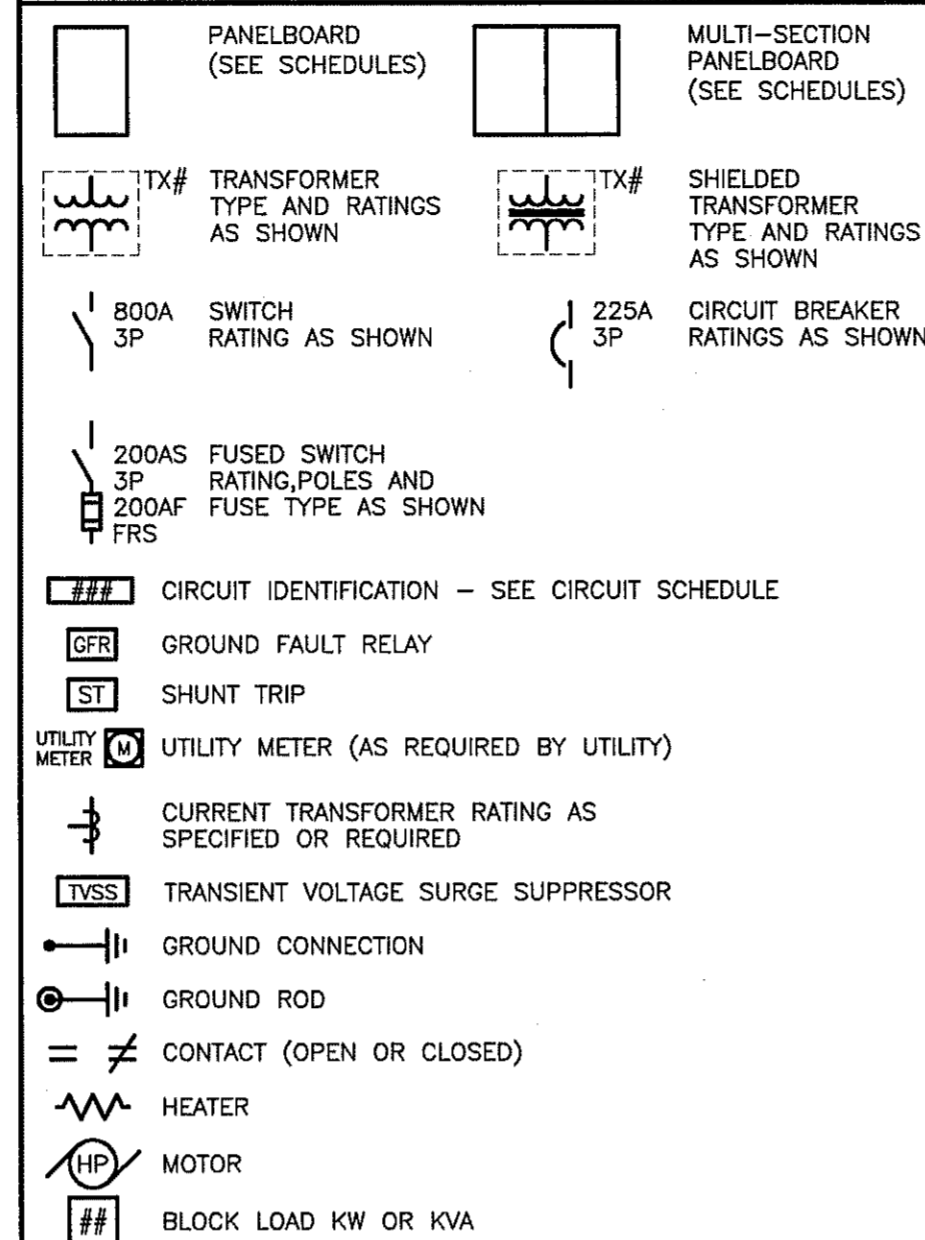 PANELBOARD
(SEE SCHEDULES)
MULTI-SECTION
PANELBOARD
(SEE SCHEDULES)
TX#
TRANSFORMER
TYPE AND RATINGS
AS SHOWN
TX#
SHIELDED
TRANSFORMER
TYPE AND RATINGS
AS SHOWN
800A
3P
SWITCH
RATING AS SHOWN
225A
3P
CIRCUIT BREAKER
RATINGS AS SHOWN
200AS
3P
200AF
FRS
FUSED SWITCH
RATING,POLES AND
FUSE TYPE AS SHOWN
### CIRCUIT IDENTIFICATION – SEE CIRCUIT SCHEDULE
GFR GROUND FAULT RELAY
ST SHUNT TRIP
UTILITY
METER
M UTILITY METER (AS REQUIRED BY UTILITY)
CURRENT TRANSFORMER RATING AS
SPECIFIED OR REQUIRED
TVSS TRANSIENT VOLTAGE SURGE SUPPRESSOR
GROUND CONNECTION
GROUND ROD
CONTACT (OPEN OR CLOSED)
HEATER
HP MOTOR
## BLOCK LOAD KW OR KVA